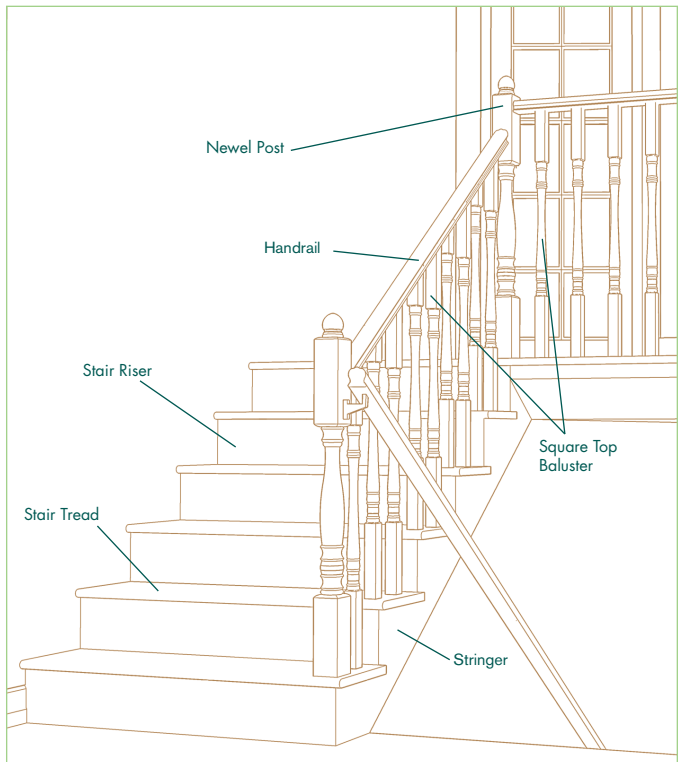 Newel Post
Handrail
Stair Riser
Square Top
Baluster
Stair Tread
Stringer